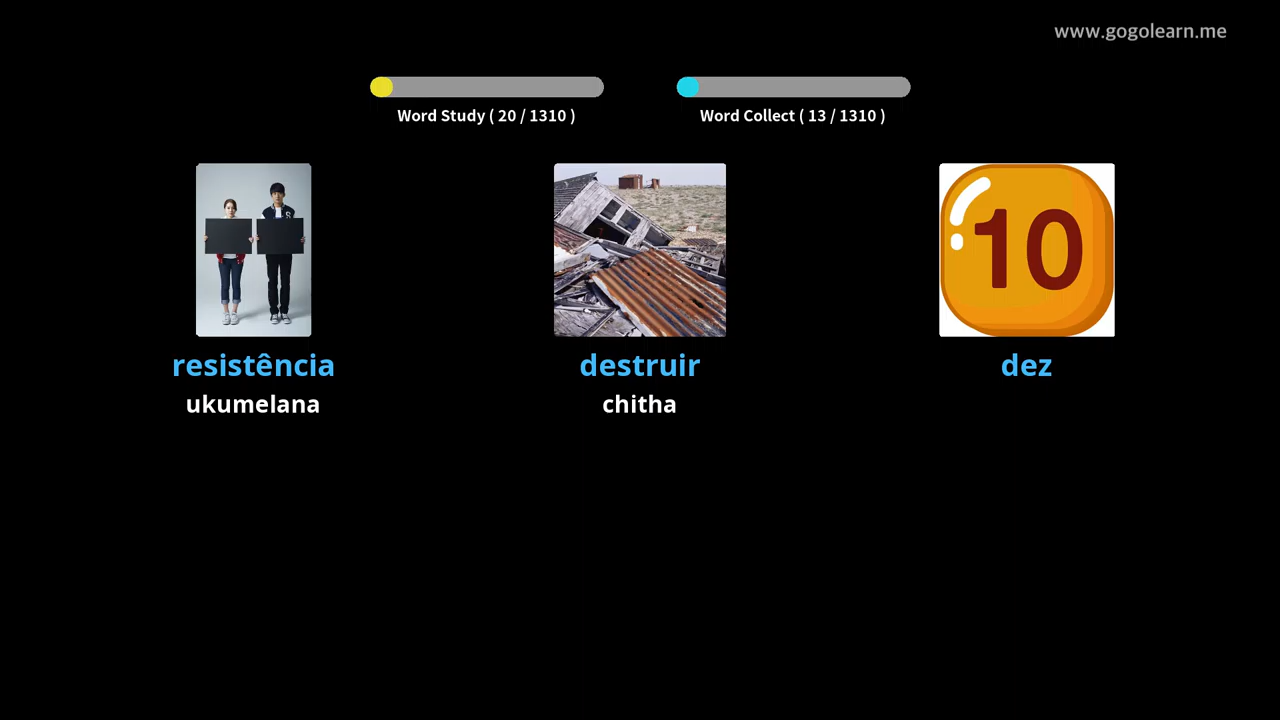 www.gogolearn.me
Word Study ( 20 / 1310 )
Word Collect ( 13 / 1310 )
10
resistência
destruir
dez
ukumelana
chitha